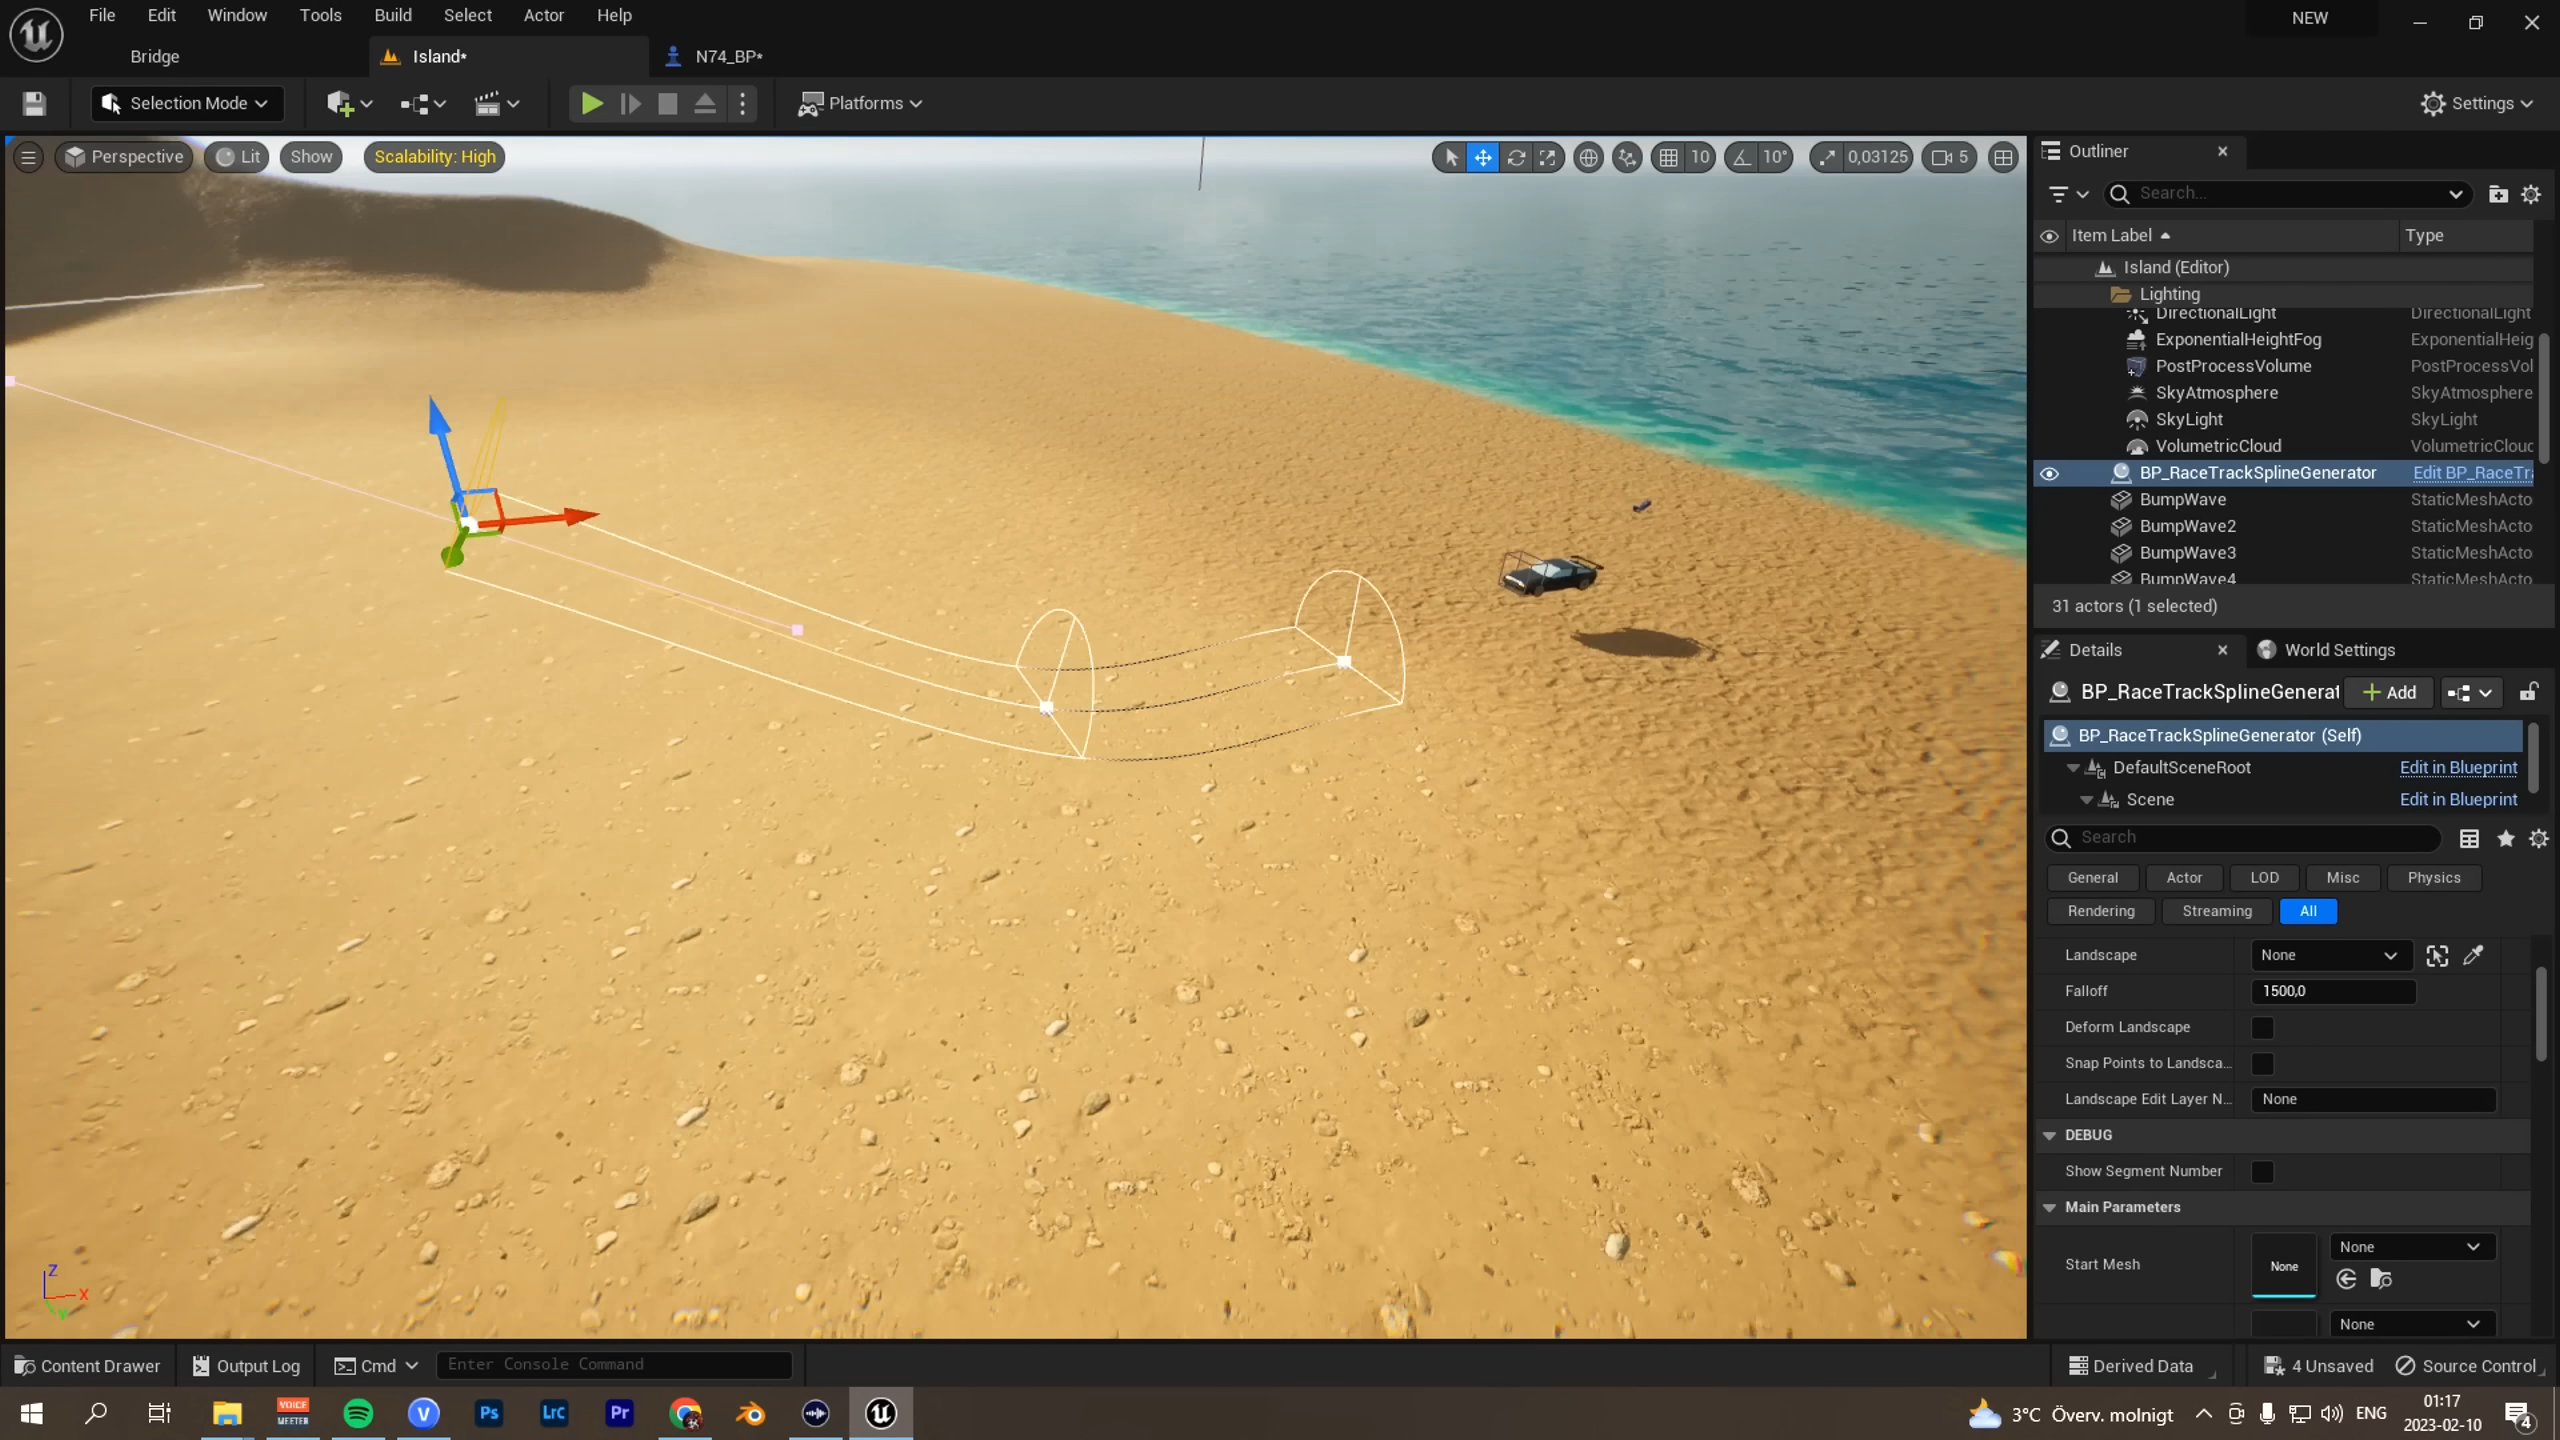 File Edit Window Tools Build Select Actor Help
NEW
Bridge
Island*
N74_BP*
Selection Mode
Platforms
Settings
Perspective
Lit
Show
Scalability: High
10
10°
0,03125
5
Outliner
Search...
Item Label
Type
Island (Editor)
Lighting
DirectionalLight DirectionalLight
ExponentialHeightFog ExponentialHeig
PostProcessVolume PostProcessVol
SkyAtmosphere SkyAtmosphere
SkyLight SkyLight
VolumetricCloud VolumetricCloud
BP_RaceTrackSplineGenerator Edit BP_RaceTr
BumpWave StaticMeshActo
BumpWave2 StaticMeshActo
BumpWave3 StaticMeshActo
BumpWave4 StaticMeshActo
31 actors (1 selected)
Details
World Settings
BP_RaceTrackSplineGenerat
Add
BP_RaceTrackSplineGenerator (Self)
DefaultSceneRoot Edit in Blueprint
Scene Edit in Blueprint
Search
General Actor LOD Misc Physics
Rendering Streaming All
Landscape None
Falloff 1500,0
Deform Landscape
Snap Points to Landsca...
Landscape Edit Layer N... None
DEBUG
Show Segment Number
Main Parameters
None
Start Mesh None
None
Z
X
Y
Content Drawer
Output Log
Cmd
Enter Console Command
Derived Data
4 Unsaved
Source Control
VOICE
MEETER
V
Ps
LrC
Pr
3°C Överv. molnigt
ENG
01:17
2023-02-10
4